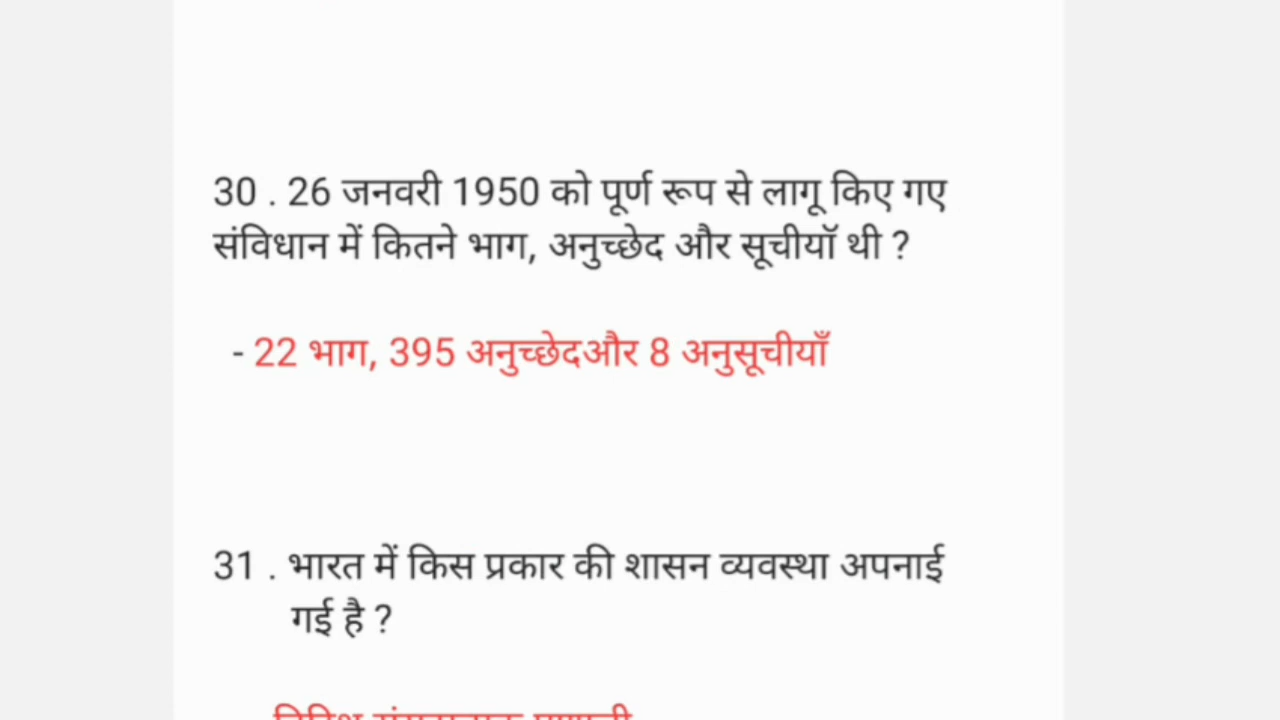 30 . 26 जनवरी 1950 को पूर्ण रूप से लागू किए गए
संविधान में कितने भाग, अनुच्छेद और सूचीयॉ थी ?
- 22 भाग, 395 अनुच्छेदऔर 8 अनुसूचीयाँ
31 . भारत में किस प्रकार की शासन व्यवस्था अपनाई
गई है ?